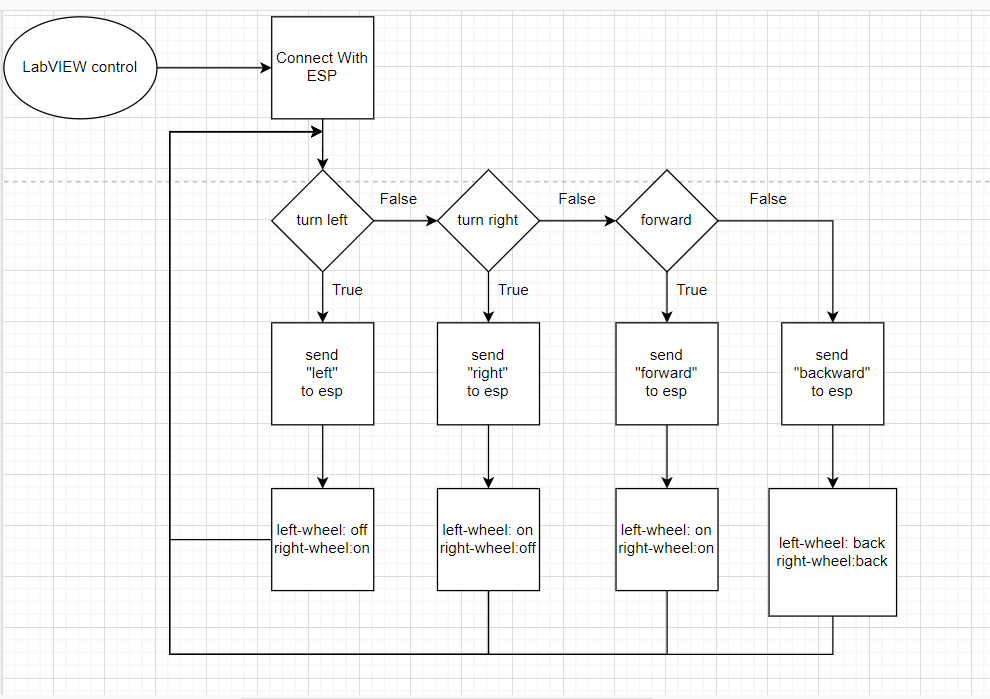 LabVIEW control
Connect With
ESP
turn left
False
turn right
False
forward
False
True
True
True
send
"left"
to esp
send
"right"
to esp
send
"forward"
to esp
send
"backward"
to esp
left-wheel: off
right-wheel:on
left-wheel: on
right-wheel:off
left-wheel: on
right-wheel:on
left-wheel: back
right-wheel:back